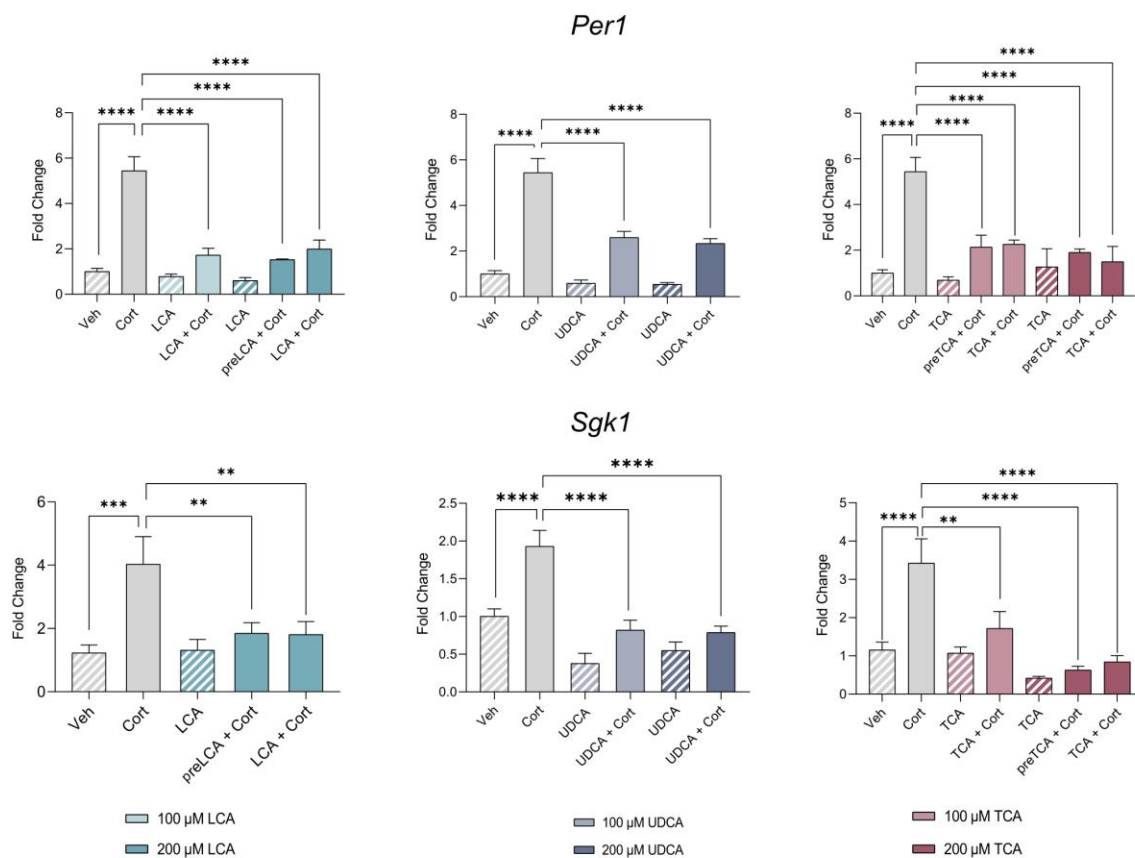 Per1
****
****
****
****
Fold Change
8
6
4
2
0
Veh
Cort
LCA
LCA + Cort
LCA
preLCA + Cort
LCA + Cort
****
****
****
Fold Change
8
6
4
2
0
Veh
Cort
UDCA
UDCA + Cort
UDCA
UDCA + Cort
****
****
****
****
****
Fold Change
8
6
4
2
0
Veh
Cort
TCA
preTCA + Cort
TCA + Cort
TCA
preTCA + Cort
TCA + Cort
Sgk1
**
***
**
Fold Change
6
4
2
0
Veh
Cort
LCA
preLCA + Cort
LCA + Cort
****
****
****
Fold Change
2.5
2.0
1.5
1.0
0.5
0.0
Veh
Cort
UDCA
UDCA + Cort
UDCA
UDCA + Cort
****
****
****
**
Fold Change
5
4
3
2
1
0
Veh
Cort
TCA
TCA + Cort
TCA
preTCA + Cort
TCA + Cort
100 µM LCA
200 µM LCA
100 µM UDCA
200 µM UDCA
100 µM TCA
200 µM TCA